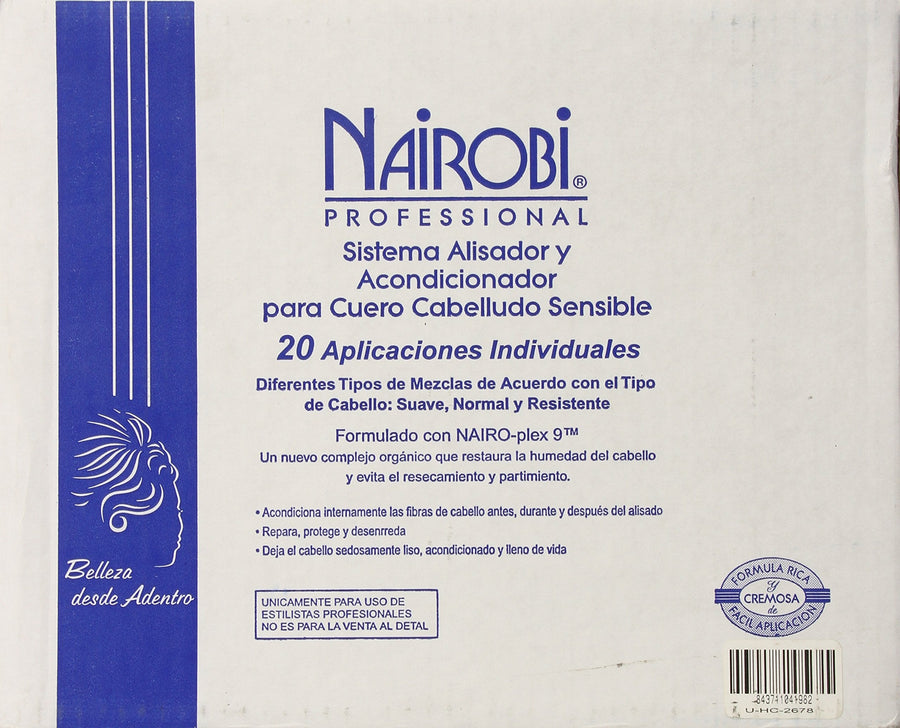 NAIROBI®
PROFESSIONAL
Sistema Alisador y
Acondicionador
para Cuero Cabelludo Sensible
20 Aplicaciones Individuales
Diferentes Tipos de Mezclas de Acuerdo con el Tipo
de Cabello: Suave, Normal y Resistente
Formulado con NAIRO-plex 9™
Un nuevo complejo orgánico que restaura la humedad del cabello
y evita el resecamiento y partimiento.
• Acondiciona internamente las fibras de cabello antes, durante y después del alisado
• Repara, protege y desenrreda
• Deja el cabello sedosamente liso, acondicionado y lleno de vida
Belleza
desde Adentro
UNICAMENTE PARA USO DE
ESTILISTAS PROFESIONALES
NO ES PARA LA VENTA AL DETAL
FORMULA RICA
y
CREMOSA
de
FACIL APLICACION
843711041982
U-HC-2678